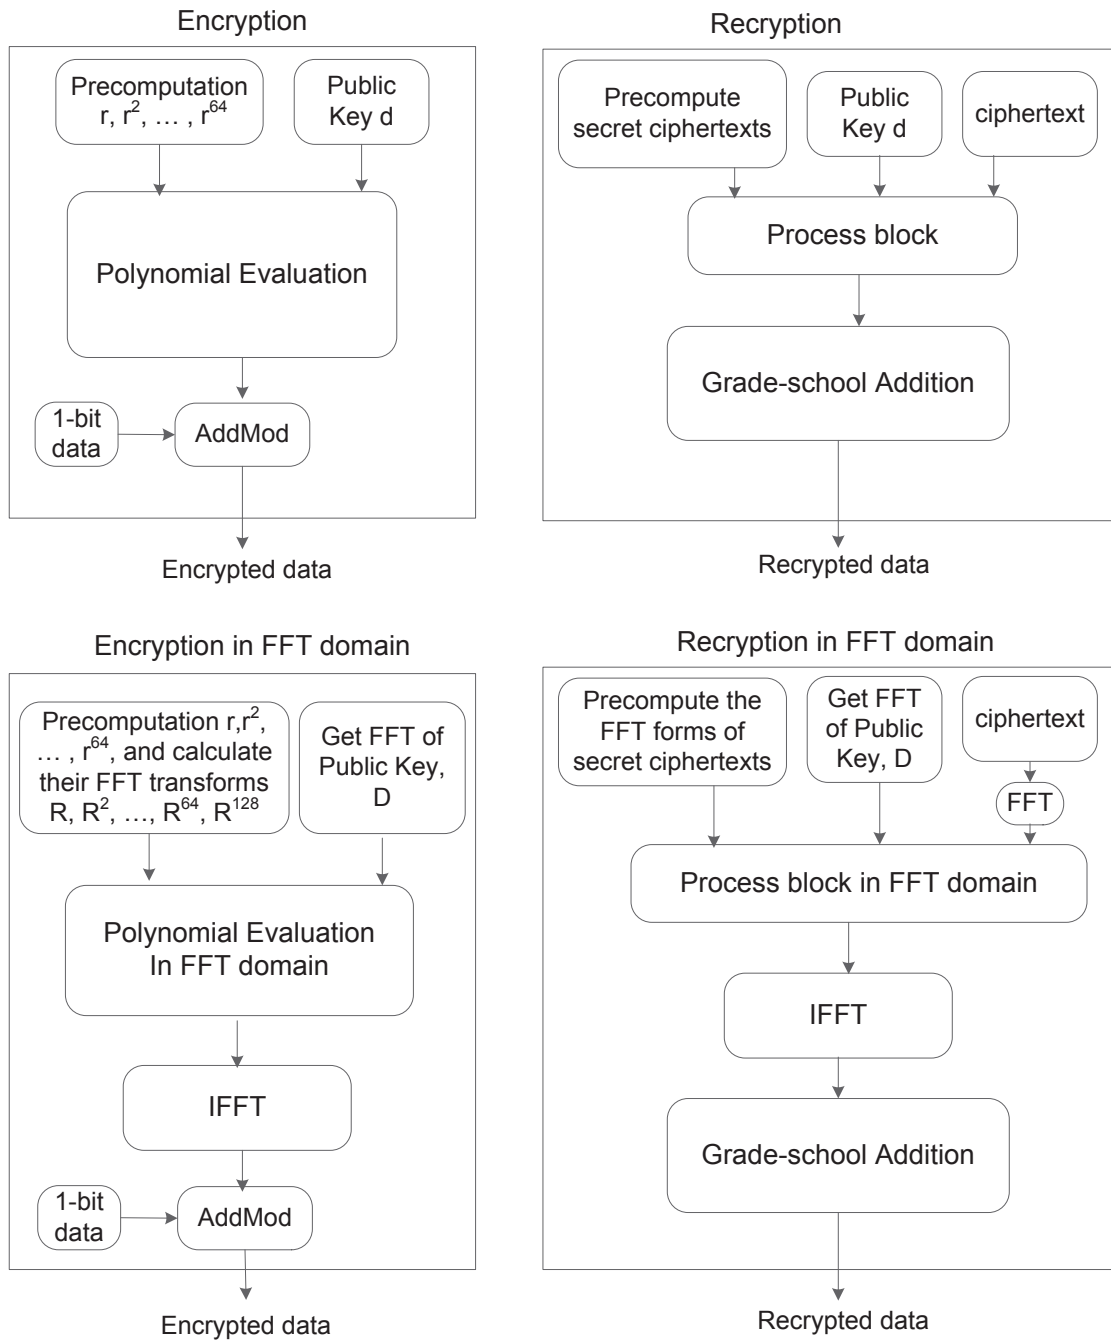 Encryption
Precomputation
r, r², … , r⁶⁴
Public
Key d
Polynomial Evaluation
1-bit
data
AddMod
Encrypted data
Recryption
Precompute
secret ciphertexts
Public
Key d
ciphertext
Process block
Grade-school Addition
Recrypted data
Encryption in FFT domain
Precomputation r,r²,
… , r⁶⁴, and calculate
their FFT transforms
R, R², …, R⁶⁴, R¹²⁸
Get FFT of
Public Key,
D
Polynomial Evaluation
In FFT domain
IFFT
1-bit
data
AddMod
Encrypted data
Recryption in FFT domain
Precompute the
FFT forms of
secret ciphertexts
Get FFT
of Public
Key, D
ciphertext
FFT
Process block in FFT domain
IFFT
Grade-school Addition
Recrypted data